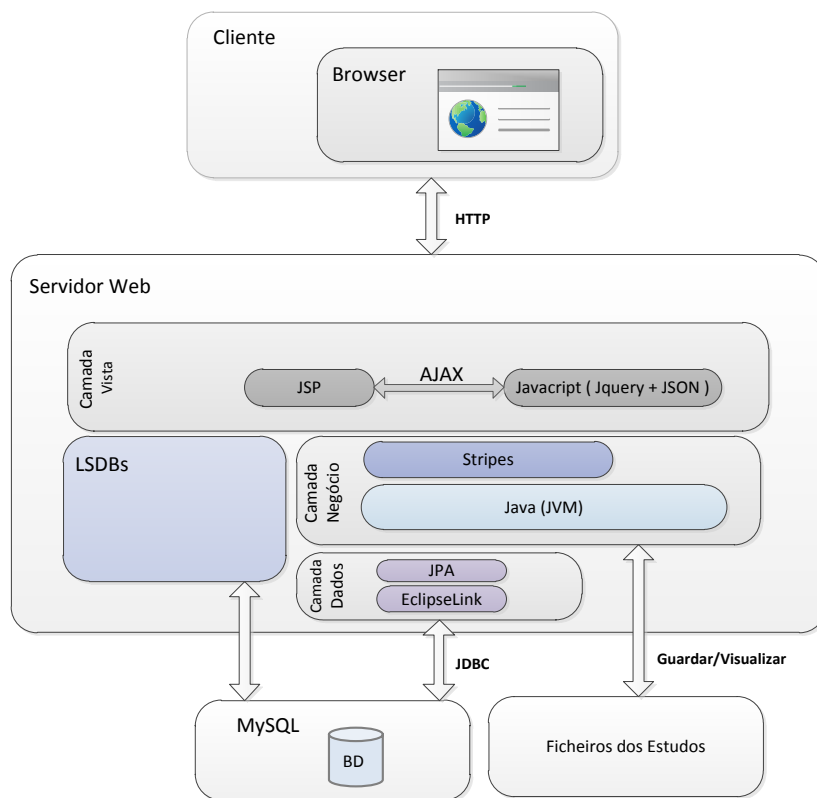 Cliente
Browser
HTTP
Servidor Web
Camada
Vista
JSP
AJAX
Javacript ( Jquery + JSON )
LSDBs
Camada
Negócio
Stripes
Java (JVM)
Camada
Dados
JPA
EclipseLink
JDBC
Guardar/Visualizar
MySQL
BD
Ficheiros dos Estudos